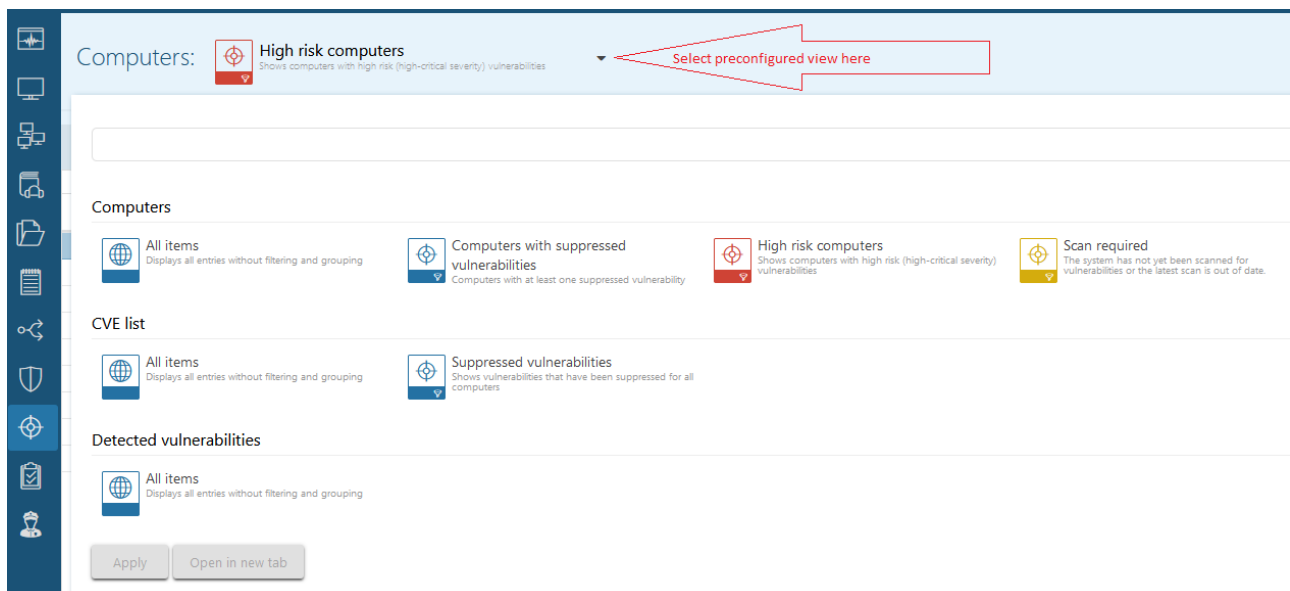 Computers:
High risk computers
Shows computers with high risk (high-critical severity) vulnerabilities
Select preconfigured view here
Computers
All items
Displays all entries without filtering and grouping
Computers with suppressed
vulnerabilities
Computers with at least one suppressed vulnerability
High risk computers
Shows computers with high risk (high-critical severity)
vulnerabilities
Scan required
The system has not yet been scanned for
vulnerabilities or the latest scan is out of date.
CVE list
All items
Displays all entries without filtering and grouping
Suppressed vulnerabilities
Shows vulnerabilities that have been suppressed for all
computers
Detected vulnerabilities
All items
Displays all entries without filtering and grouping
Apply
Open in new tab